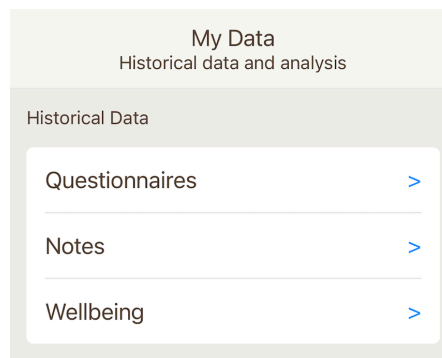 My Data
Historical data and analysis
Historical Data
Questionnaires >
Notes >
Wellbeing >